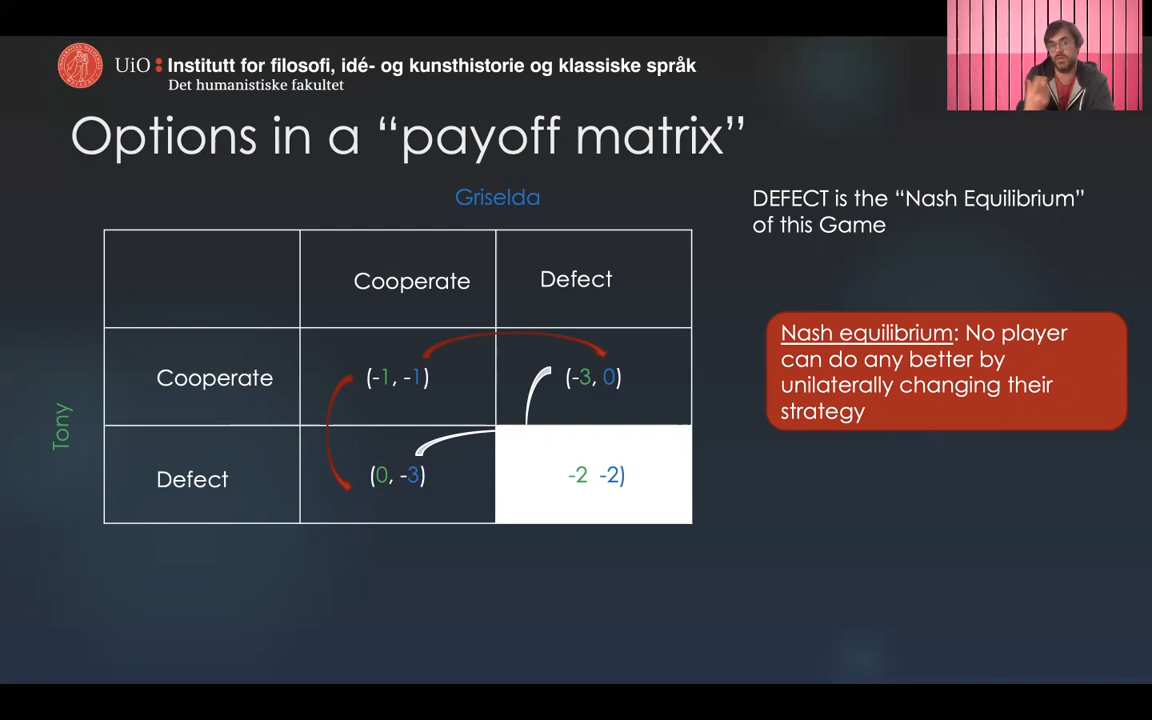 UiO : Institutt for filosofi, idé- og kunsthistorie og klassiske språk
Det humanistiske fakultet
Options in a “payoff matrix”
Griselda
DEFECT is the “Nash Equilibrium”
of this Game
Cooperate
Defect
Nash equilibrium: No player
can do any better by
unilaterally changing their
strategy
Tony
Cooperate
(-1, -1)
(-3, 0)
Defect
(0, -3)
-2 -2)